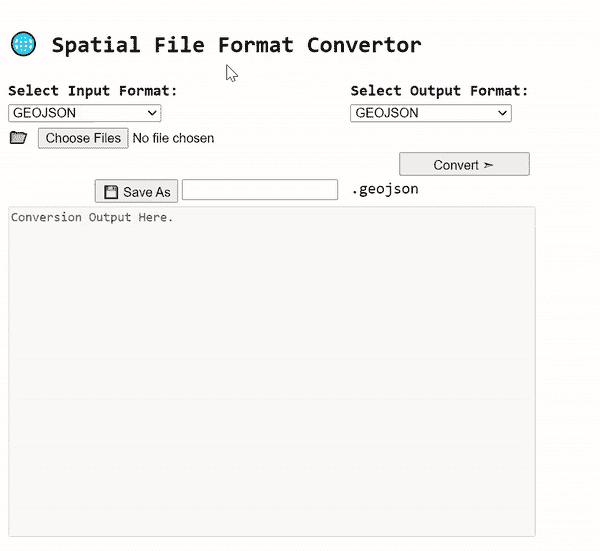 Spatial File Format Convertor
Select Input Format: Select Output Format:
GEOJSON GEOJSON
Choose Files No file chosen
Convert ➣
Save As .geojson
Conversion Output Here.